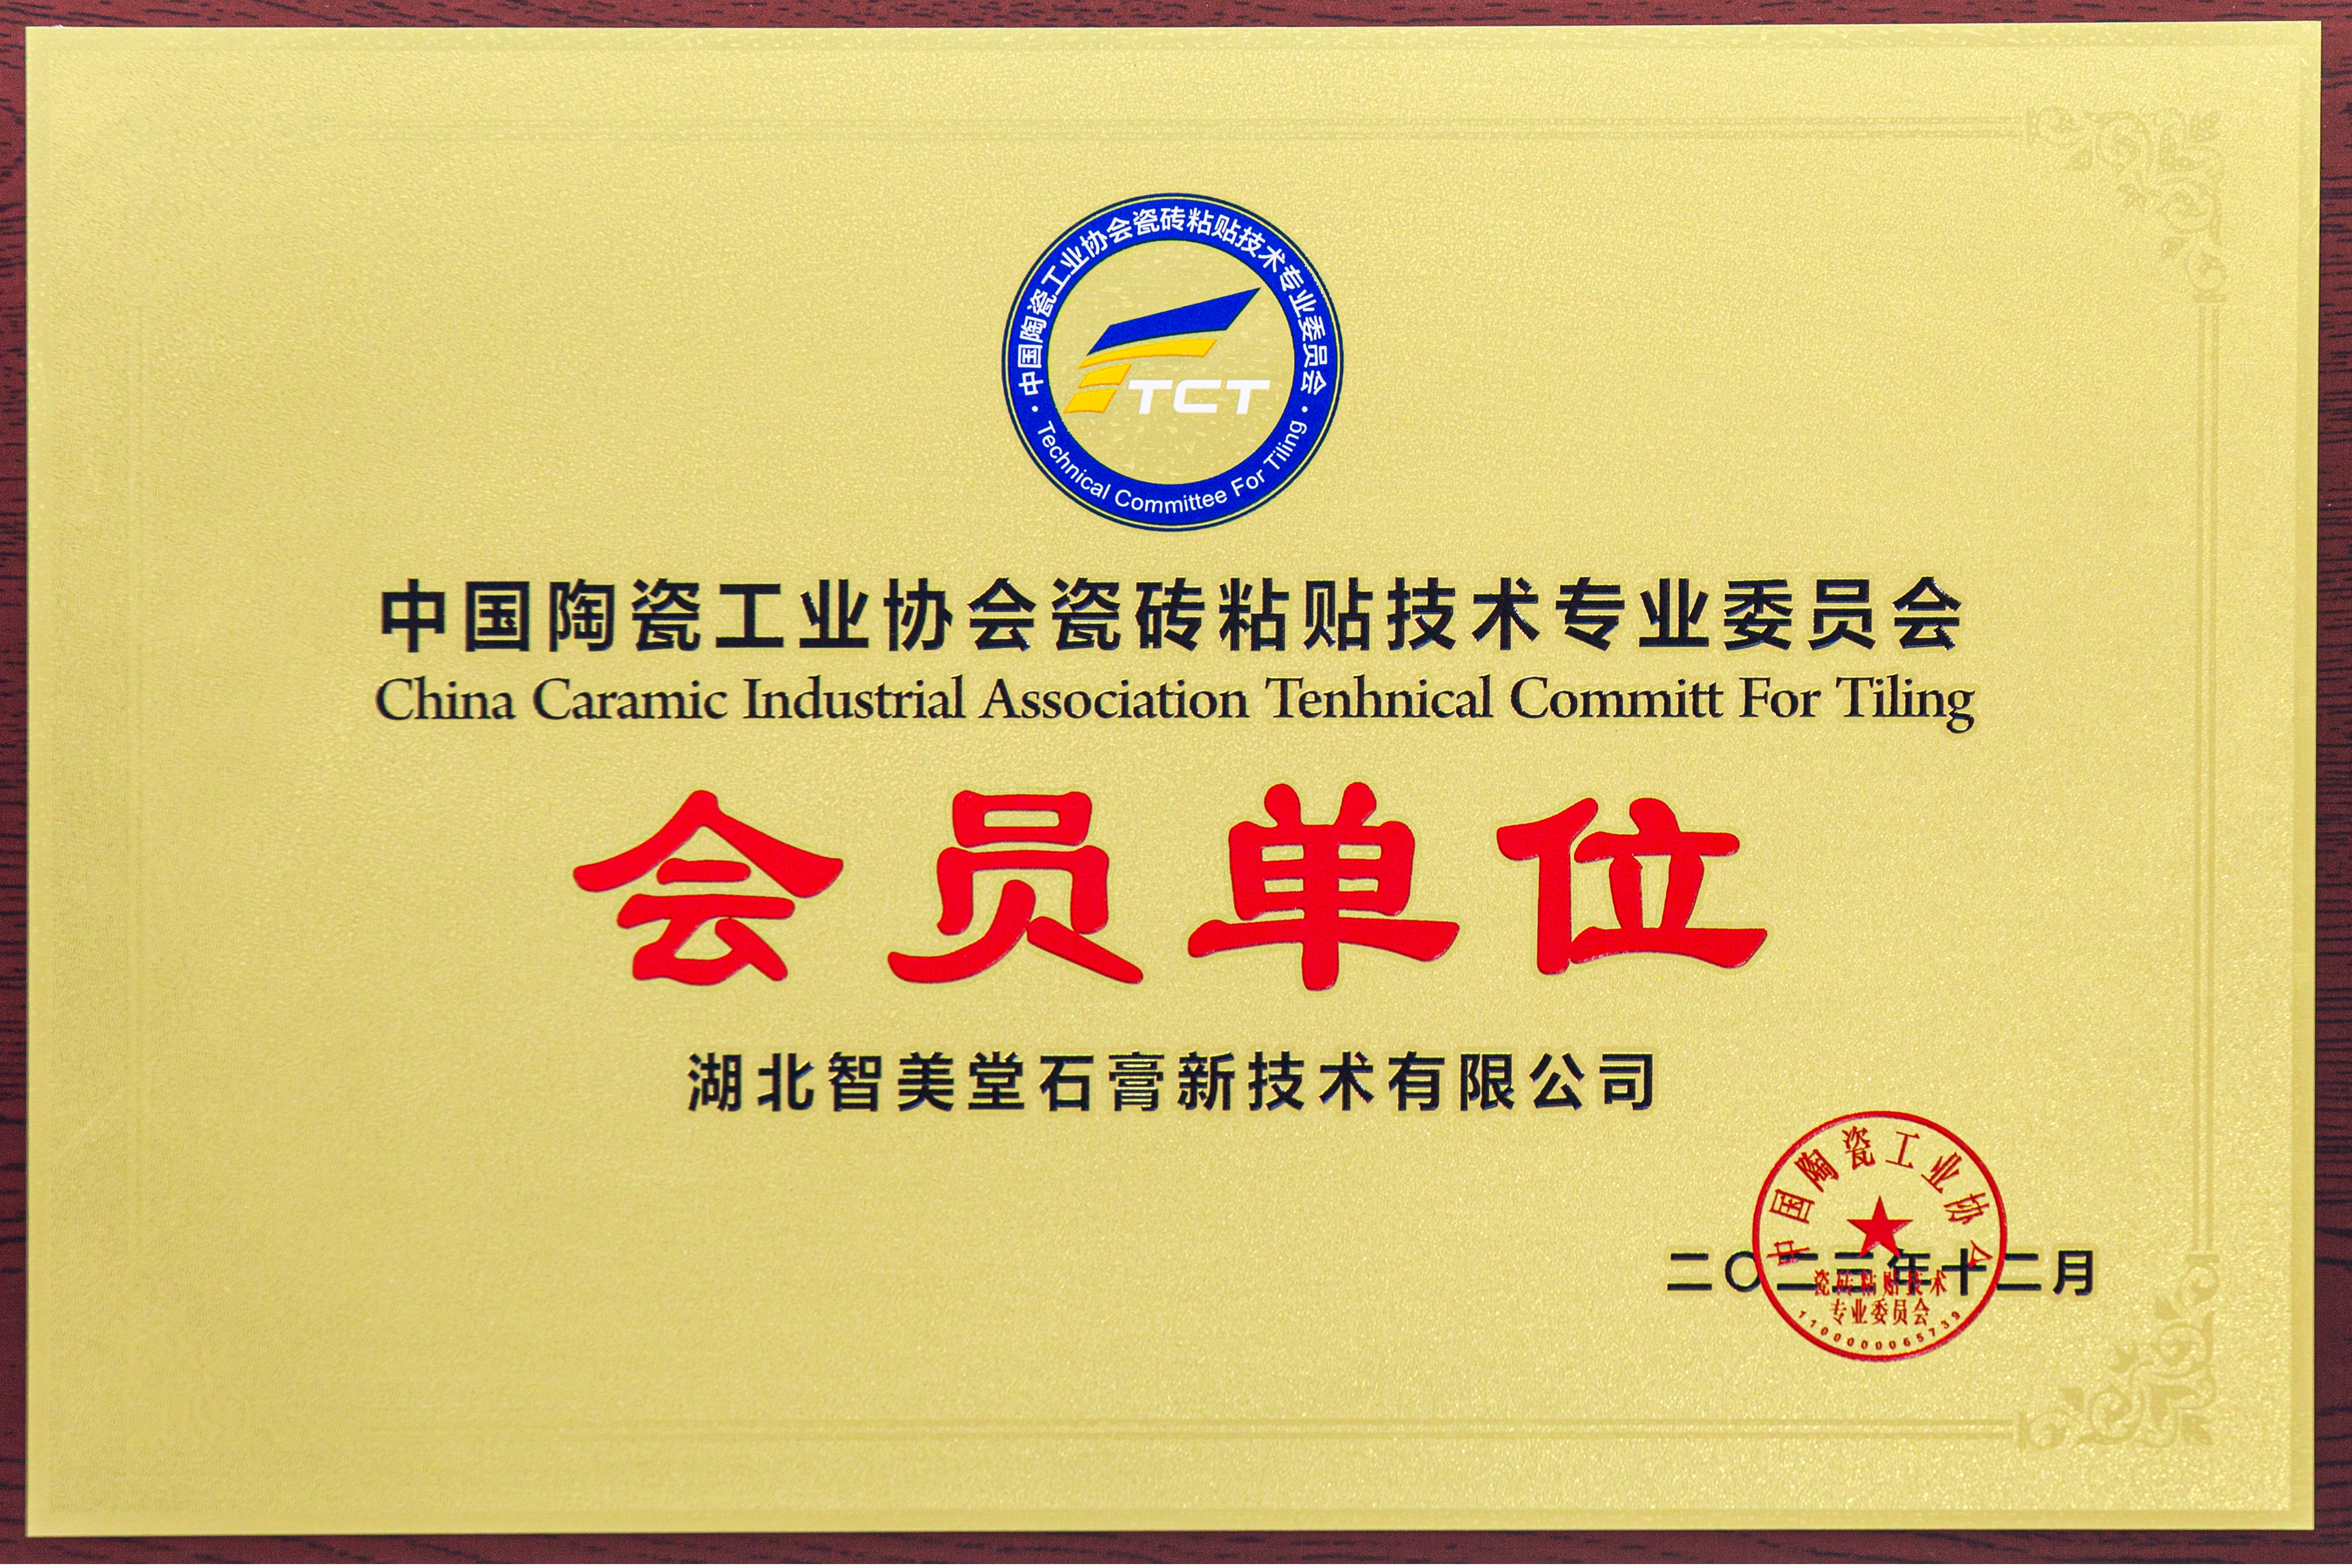 ·中国陶瓷工业协会瓷砖粘贴技术专业委员会·
TCT
Technical Committee For Tiling
中国陶瓷工业协会瓷砖粘贴技术专业委员会
China Caramic Industrial Association Tenhnical Committ For Tiling
会员单位
湖北智美堂石膏新技术有限公司
中国陶瓷工业协会
二〇二三年十二月
瓷砖粘贴技术
专业委员会
1100000065739